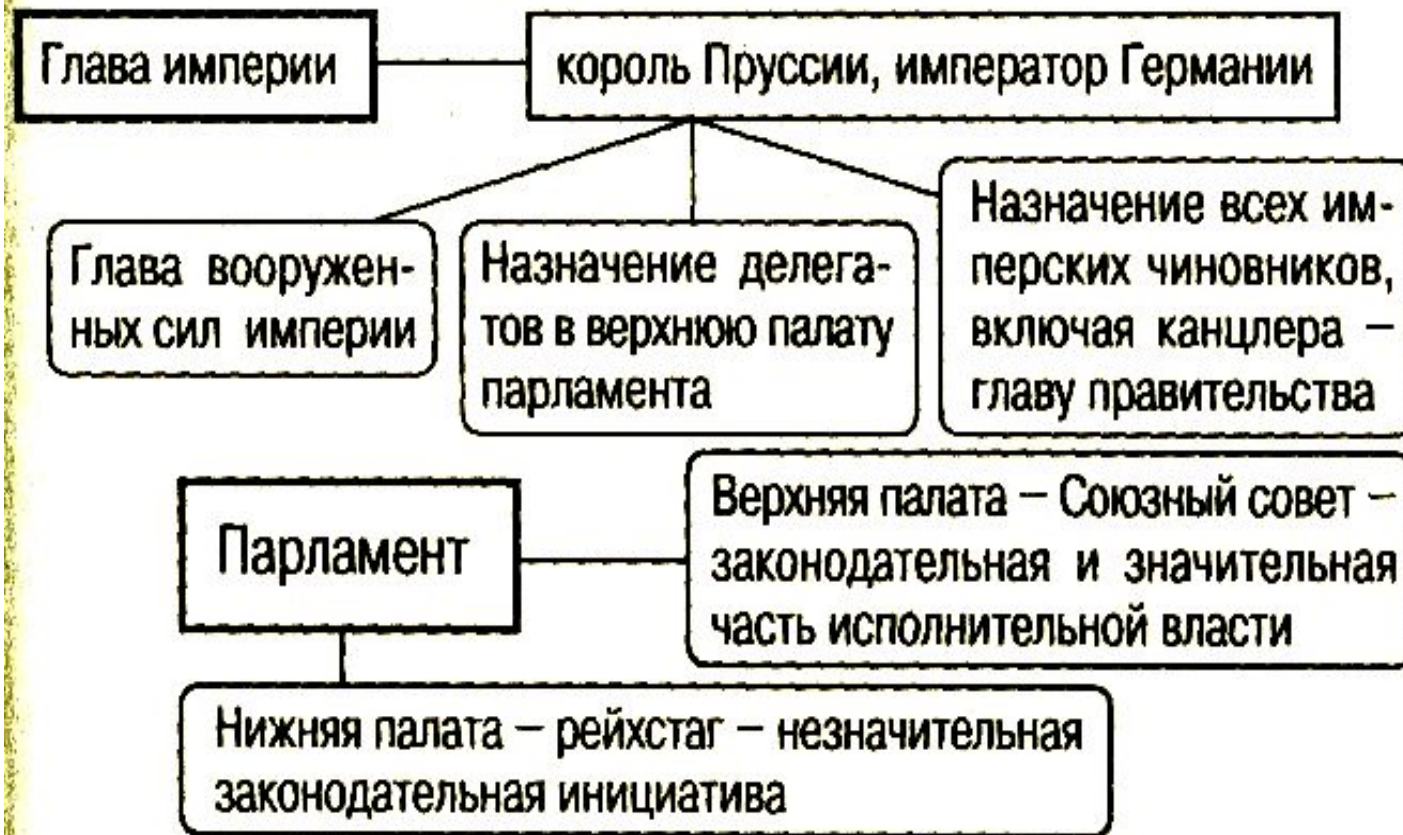 Глава империи
король Пруссии, император Германии
Глава вооружен-
ных сил империи
Назначение делега-
тов в верхнюю палату
парламента
Назначение всех им-
перских чиновников,
включая канцлера –
главу правительства
Парламент
Верхняя палата – Союзный совет –
законодательная и значительная
часть исполнительной власти
Нижняя палата – рейхстаг – незначительная
законодательная инициатива